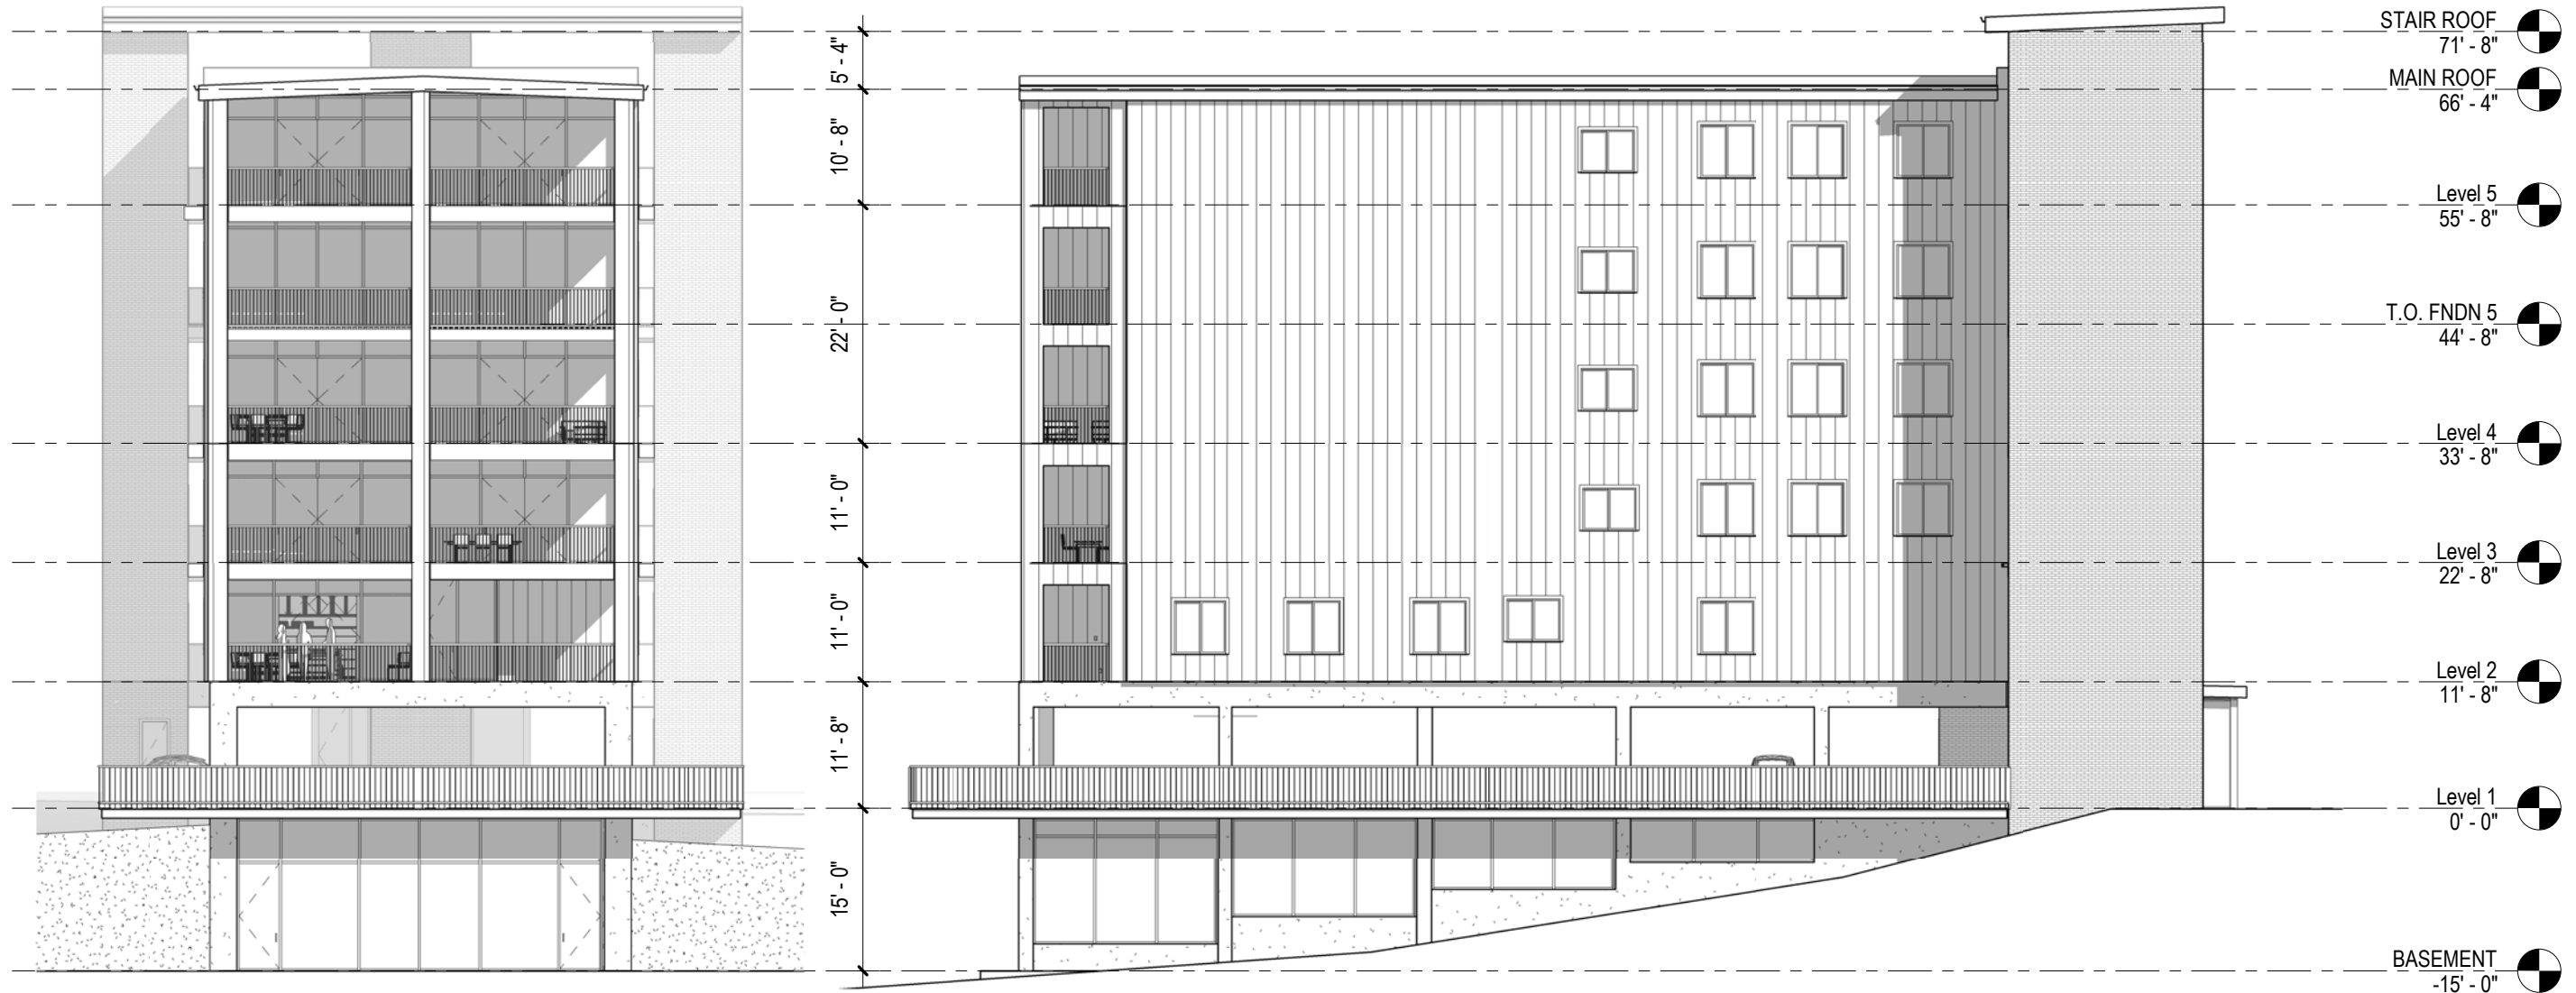 STAIR ROOF
71' - 8"
5' - 4"
MAIN ROOF
66' - 4"
10' - 8"
Level 5
55' - 8"
22' - 0"
T.O. FNDN 5
44' - 8"
Level 4
33' - 8"
11' - 0"
Level 3
22' - 8"
11' - 0"
Level 2
11' - 8"
11' - 8"
Level 1
0' - 0"
15' - 0"
BASEMENT
-15' - 0"